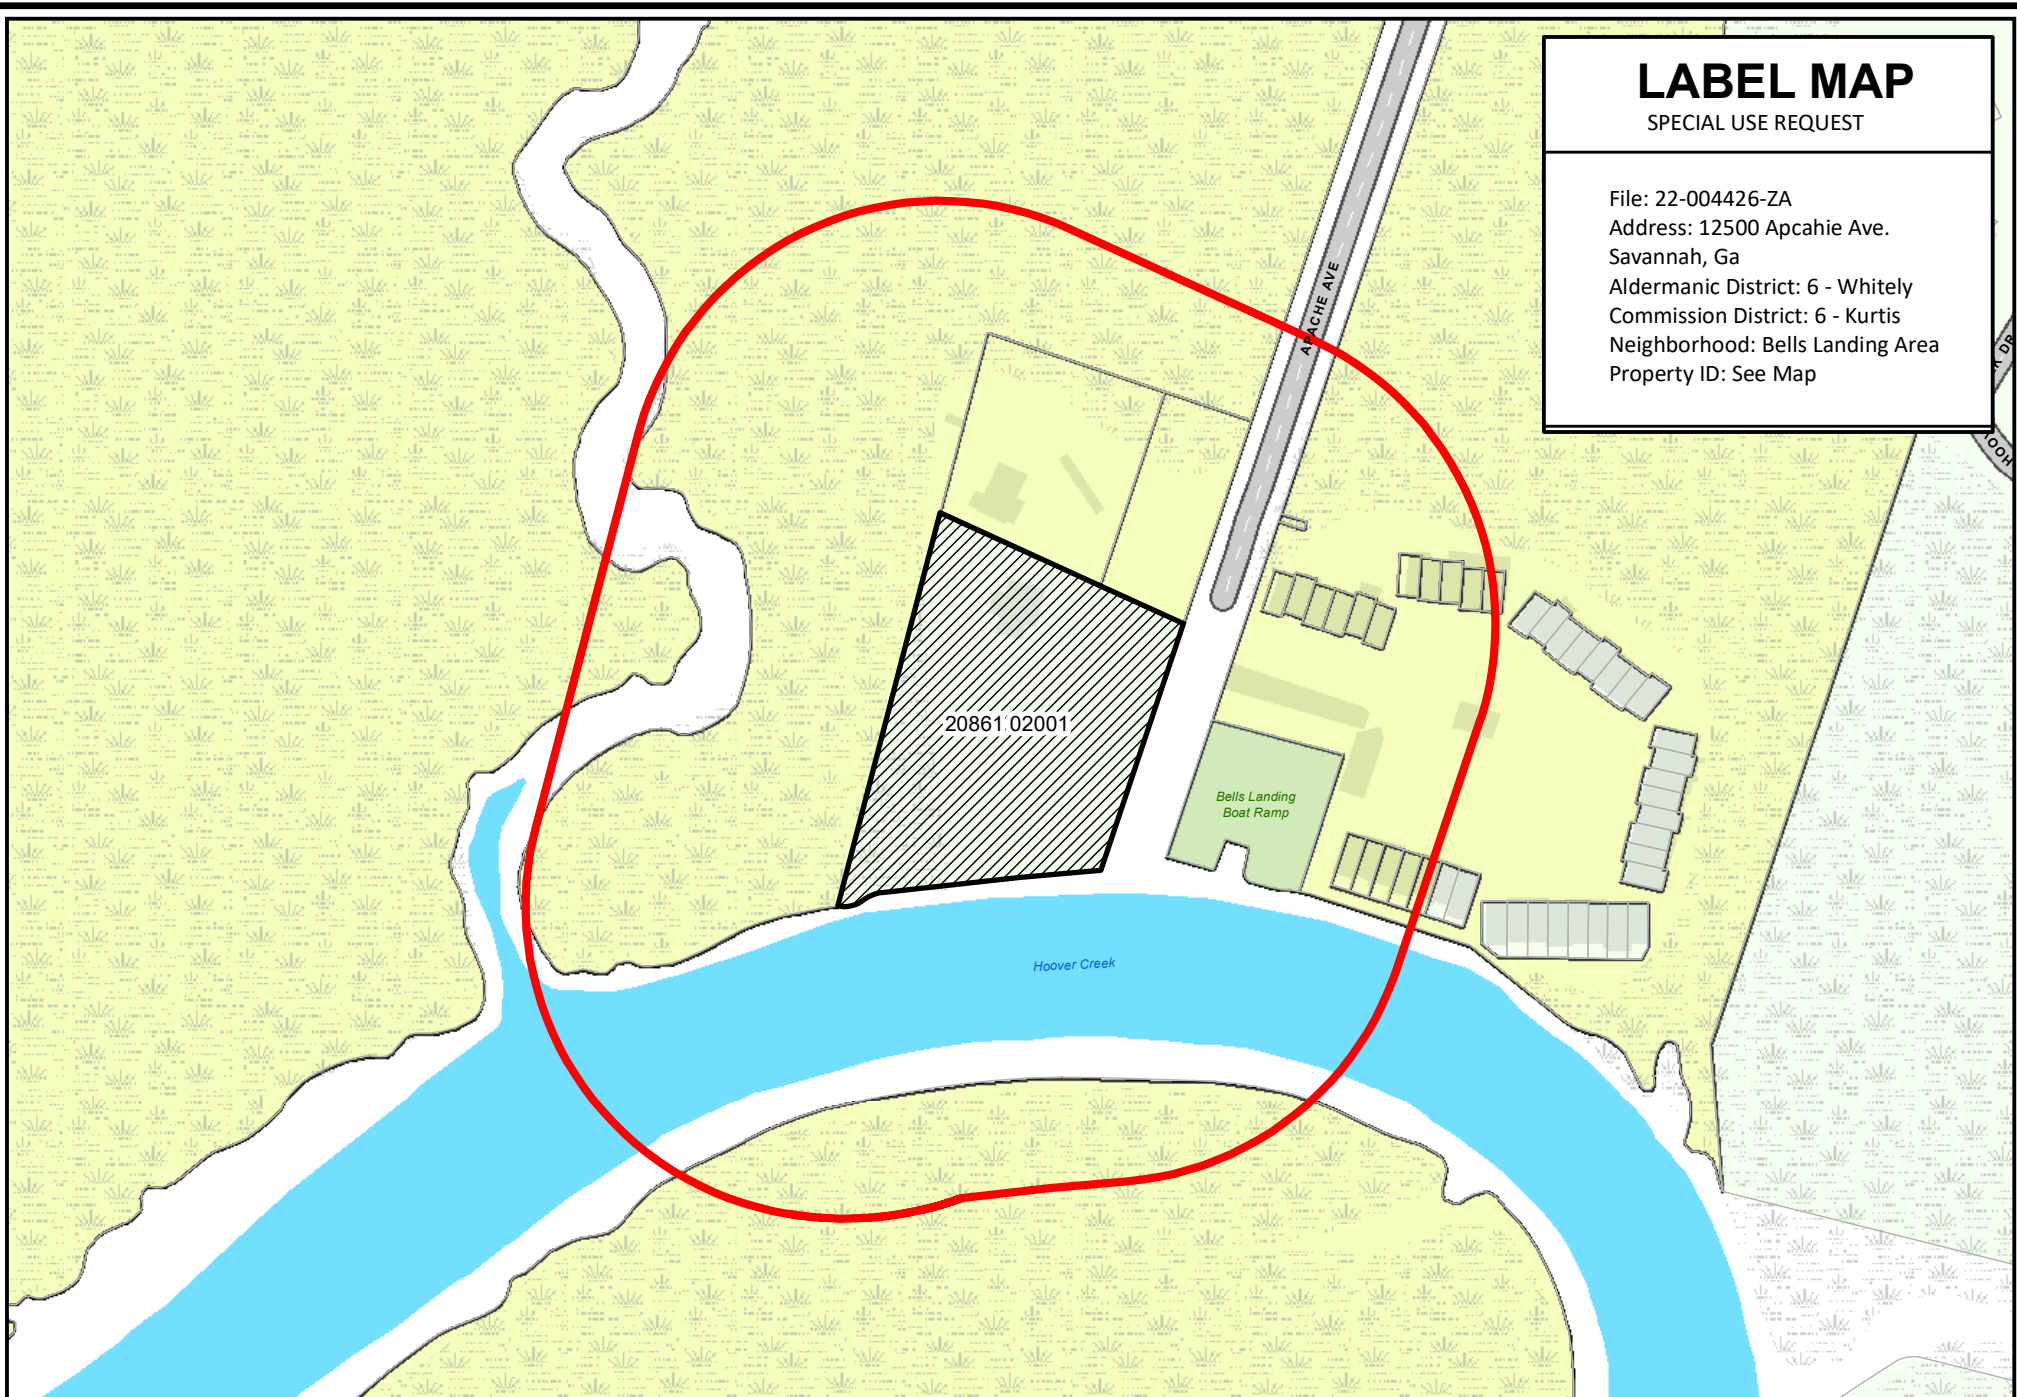 LABEL MAP
SPECIAL USE REQUEST
File: 22-004426-ZA
Address: 12500 Apcahie Ave.
Savannah, Ga
Aldermanic District: 6 - Whitely
Commission District: 6 - Kurtis
Neighborhood: Bells Landing Area
Property ID: See Map
APACHE AVE
20861 02001
Bells Landing
Boat Ramp
Hoover Creek
DR